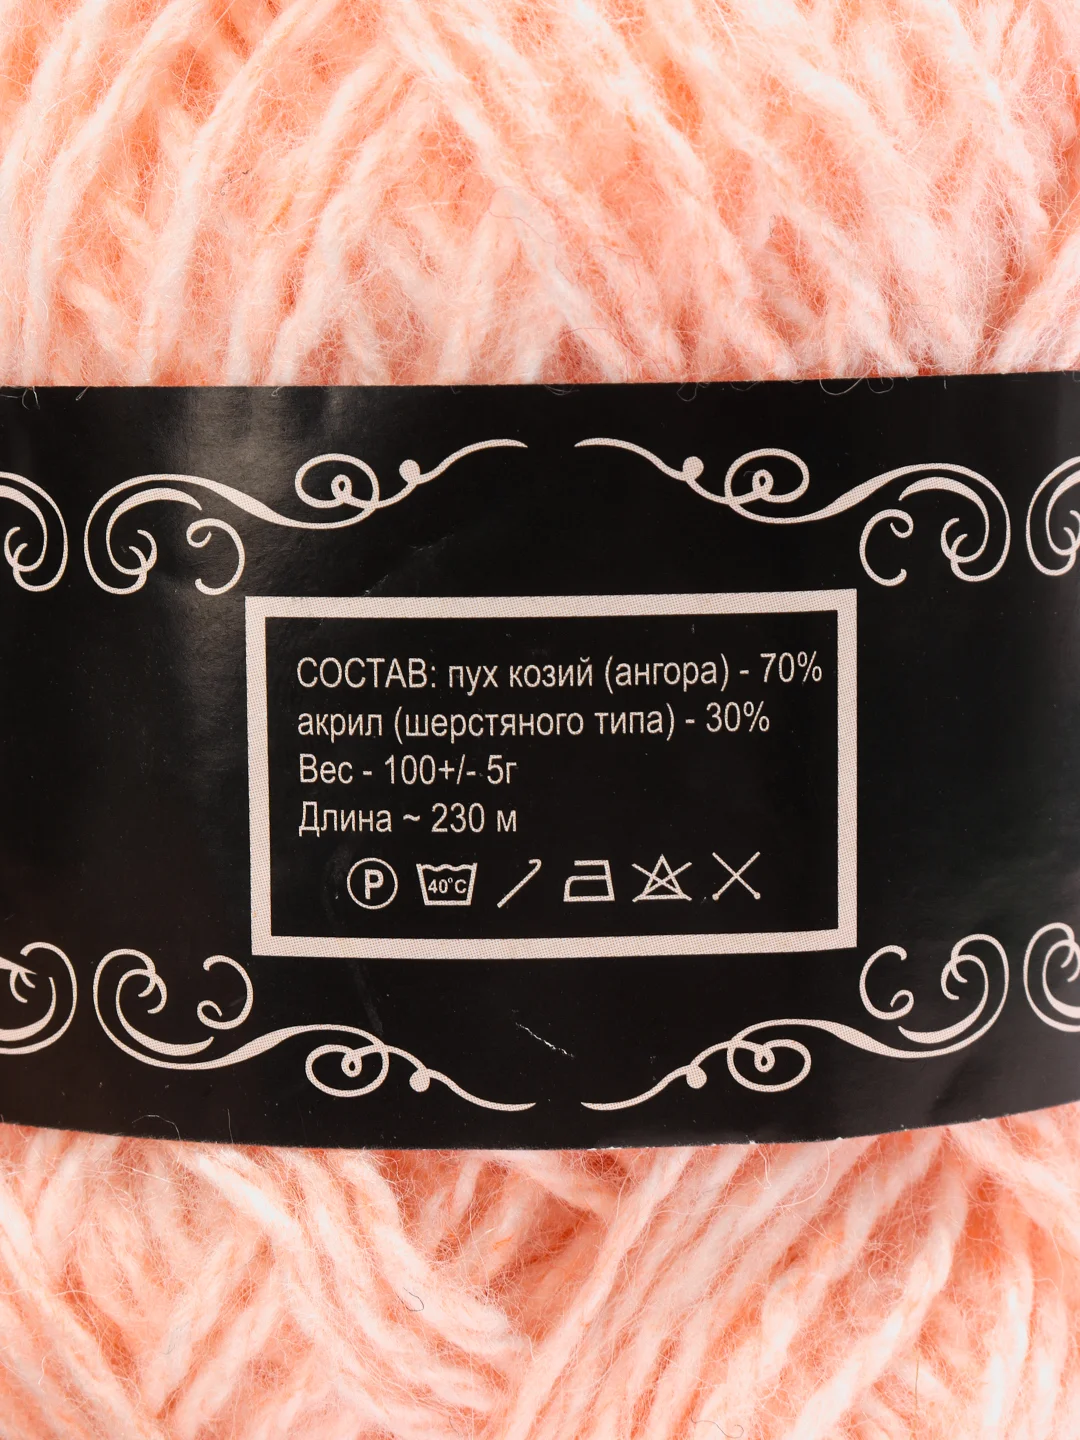 СОСТАВ: пух козий (ангора) - 70%
акрил (шерстяного типа) - 30%
Вес - 100+/- 5г
Длина ~ 230 м
P 40°C